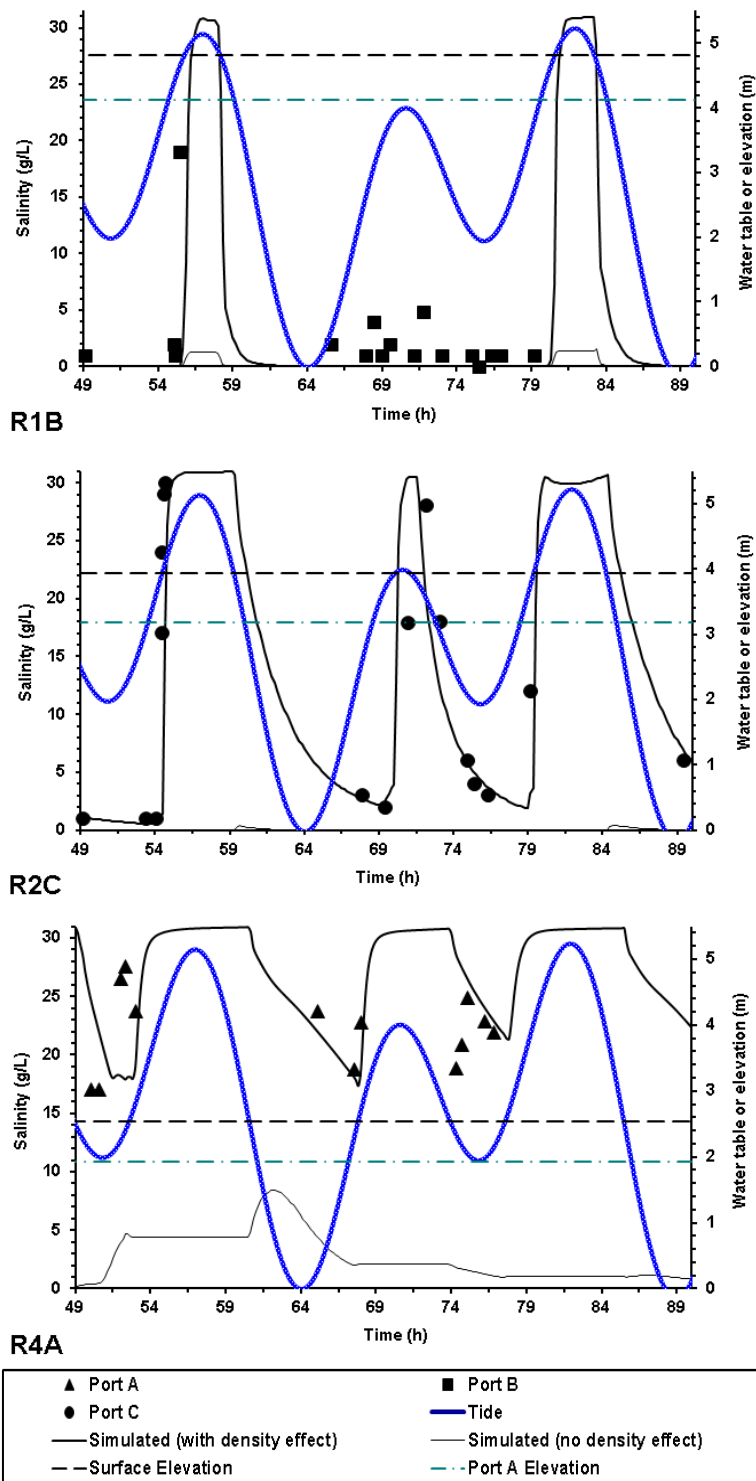 30
25
20
15
10
5
0
Salinity (g/L)
5
4
3
2
1
0
Water table or elevation (m)
49 54 59 64 69 74 79 84 89
Time (h)
R1B
30
25
20
15
10
5
0
Salinity (g/L)
5
4
3
2
1
0
Water table or elevation (m)
49 54 59 64 69 74 79 84 89
Time (h)
R2C
30
25
20
15
10
5
0
Salinity (g/L)
5
4
3
2
1
0
Water table or elevation (m)
49 54 59 64 69 74 79 84 89
Time (h)
R4A
Port A Port B
Port C Tide
Simulated (with density effect) Simulated (no density effect)
Surface Elevation Port A Elevation